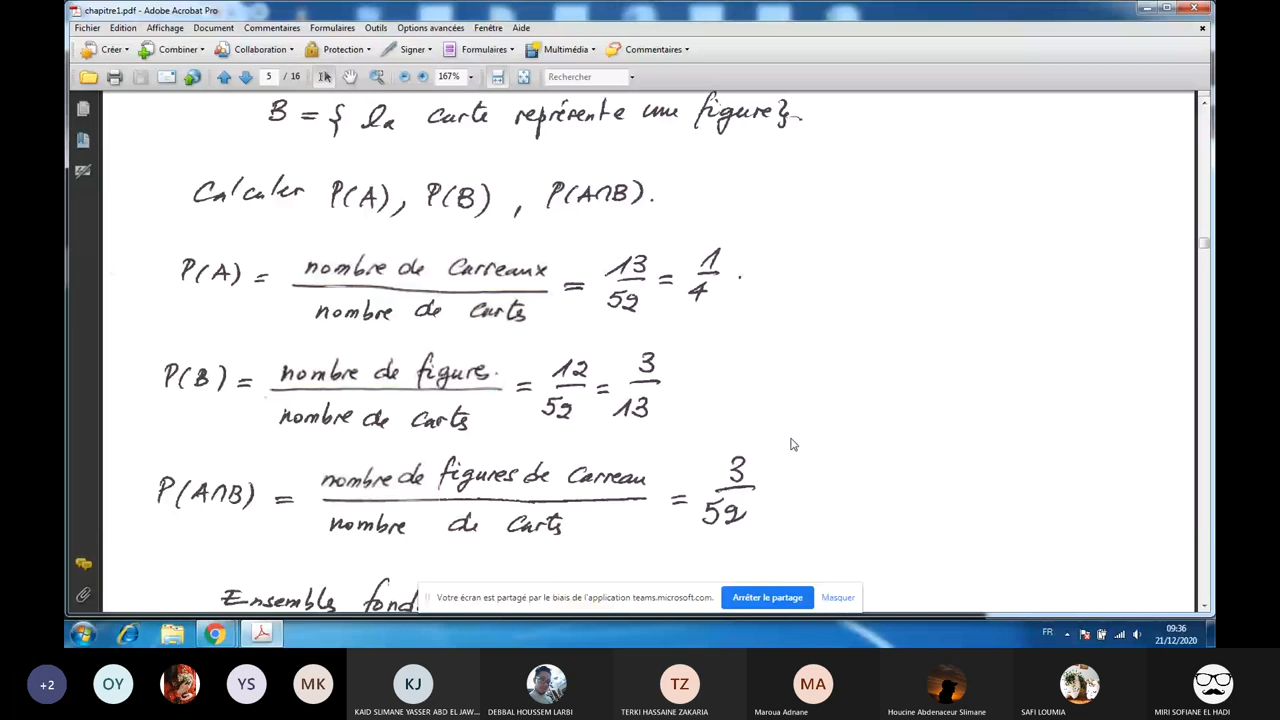 chapitre1.pdf - Adobe Acrobat Pro
Fichier Edition Affichage Document Commentaires Formulaires Outils Options avancées Fenêtre Aide
Créer Combiner Collaboration Protection Signer Formulaires Multimédia Commentaires
5 / 16 167% Rechercher
B = { la carte représente une figure}.
Calculer P(A), P(B), P(A∩B).
P(A) = nombre de Carreaux / nombre de carts = 13/52 = 1/4.
P(B) = nombre de figures. / nombre de carts = 12/52 = 3/13
P(A∩B) = nombre de figures de Carreau / nombre de Carts = 3/52
Ensembles fond
Votre écran est partagé par le biais de l'application teams.microsoft.com. Arrêter le partage Masquer
FR 09:36
21/12/2020
+2 OY YS MK KJ TZ MA
KAID SLIMANE YASSER ABD EL JAW... DEBBAL HOUSSEM LARBI TERKI HASSAINE ZAKARIA Maroua Adnane Houcine Abdenaceur Slimane SAFI LOUMIA MIRI SOFIANE EL HADI